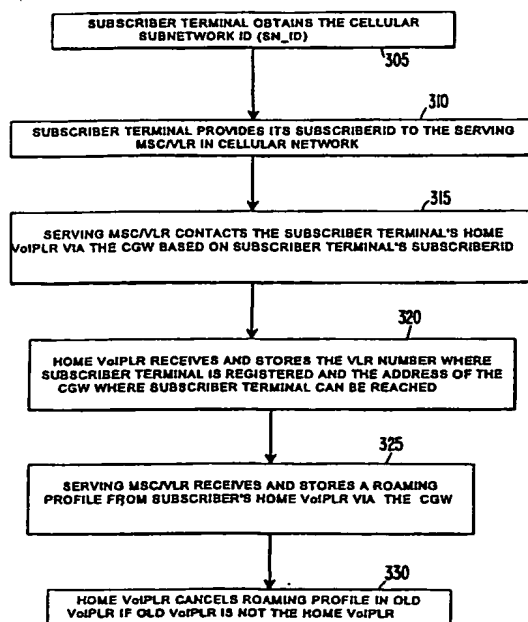 SUBSCRIBER TERMINAL OBTAINS THE CELLULAR
SUBNETWORK ID (SN_ID)
305
310
SUBSCRIBER TERMINAL PROVIDES ITS SUBSCRIBERID TO THE SERVING
MSC/VLR IN CELLULAR NETWORK
315
SERVING MSC/VLR CONTACTS THE SUBSCRIBER TERMINAL'S HOME
VoIPLR VIA THE CGW BASED ON SUBSCRIBER TERMINAL'S SUBSCRIBERID
320
HOME VoIPLR RECEIVES AND STORES THE VLR NUMBER WHERE
SUBSCRIBER TERMINAL IS REGISTERED AND THE ADDRESS OF THE
CGW WHERE SUBSCRIBER TERMINAL CAN BE REACHED
325
SERVING MSC/VLR RECEIVES AND STORES A ROAMING
PROFILE FROM SUBSCRIBER'S HOME VoIPLR VIA THE CGW
330
HOME VoIPLR CANCELS ROAMING PROFILE IN OLD
VoIPLR IF OLD VoIPLR IS NOT THE HOME VoIPLR